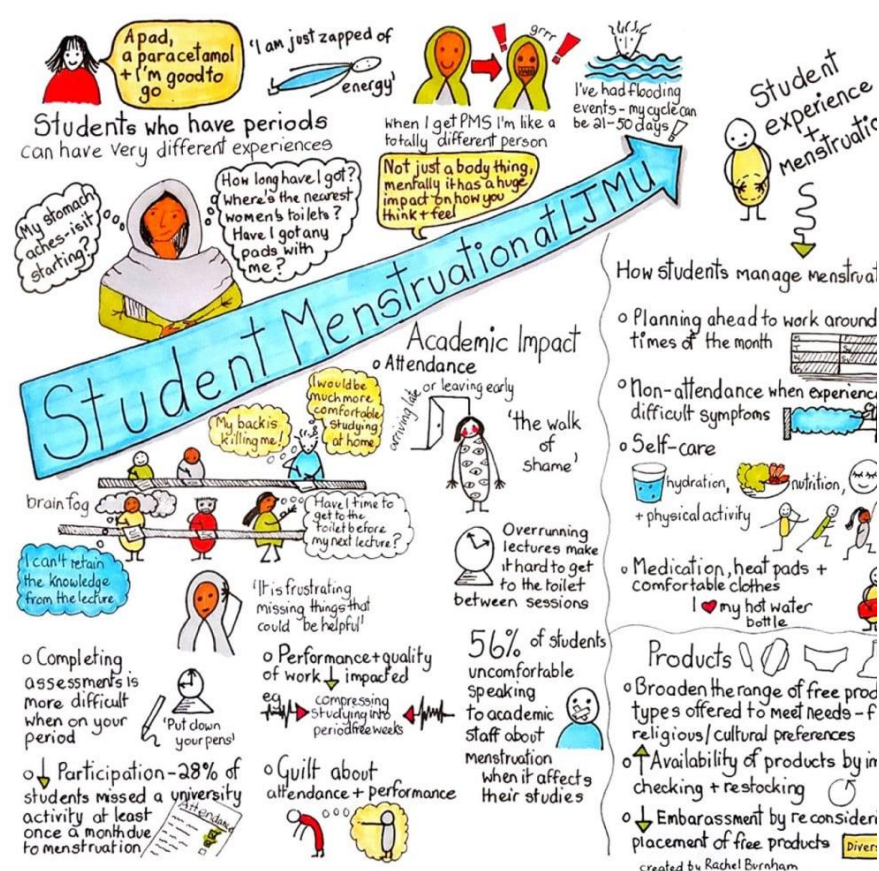 A pad,
a paracetamol
+ I'm good to
go
'I am just zapped of
energy'
grrr
Students who have periods
can have very different experiences
When I get PMS I'm like a
totally different person
I've had flooding
events - my cycle can
be 21-50 days!
My stomach
aches - is it
starting?
How long have I got?
Where's the nearest
women's toilets?
Have I got any
pads with
me?
Not just a body thing,
mentally it has a huge
impact on how you
think + feel
Student Menstruation at LJMU
Student
experience
+
Academic Impact
Attendance
arriving late
or leaving early
'the walk
of
shame'
My back is
killing me!
I would be
much more
comfortable
studying
at home
brain fog
Have I time to
get to the
toilet before
my next lecture?
I can't retain
the knowledge
from the lecture
'It is frustrating
missing things that
could be helpful'
Overrunning
lectures make
it hard to get
to the toilet
between sessions
Completing
assessments is
more difficult
when on your
period
'Put down
your pens'
Performance + quality
of work ↓ impacted
eg
compressing
studying into
period free weeks
56% of students
uncomfortable
speaking
to academic
staff about
Menstruation
when it affects
their studies
↓ Participation - 28% of
students missed a university
activity at least
once a month due
to menstruation
Attendance
Guilt about
attendance + performance
How students manage
Planning ahead to work around
times of the month
Non-attendance when
difficult symptoms
Self-care
hydration,
nutrition,
+ physical activity
Medication, heat pads +
comfortable clothes
I ♥ my hot water
bottle
Products
Broaden the range of free
types offered to meet needs -
religious/cultural preferences
↑ Availability of products by
checking + restocking
↓ Embarassment by
placement of free products
created by Rachel Burnham